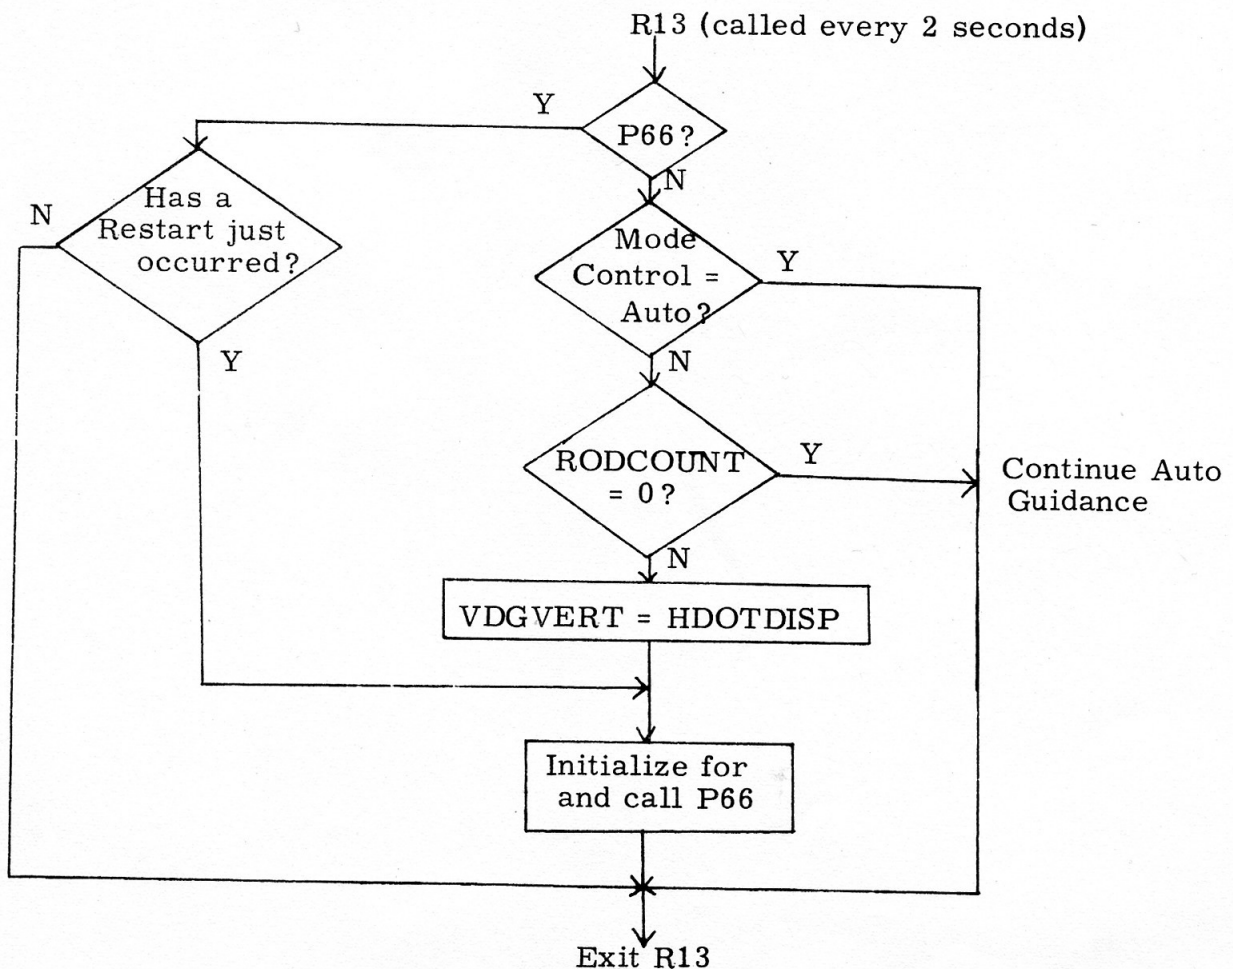 R13 (called every 2 seconds)
Y
P66?
N
Has a
Restart just
occurred?
N
Y
Mode
Control =
Auto?
Y
N
RODCOUNT
= 0?
Y
Continue Auto
Guidance
N
VDGVERT = HDOTDISP
Initialize for
and call P66
Exit R13